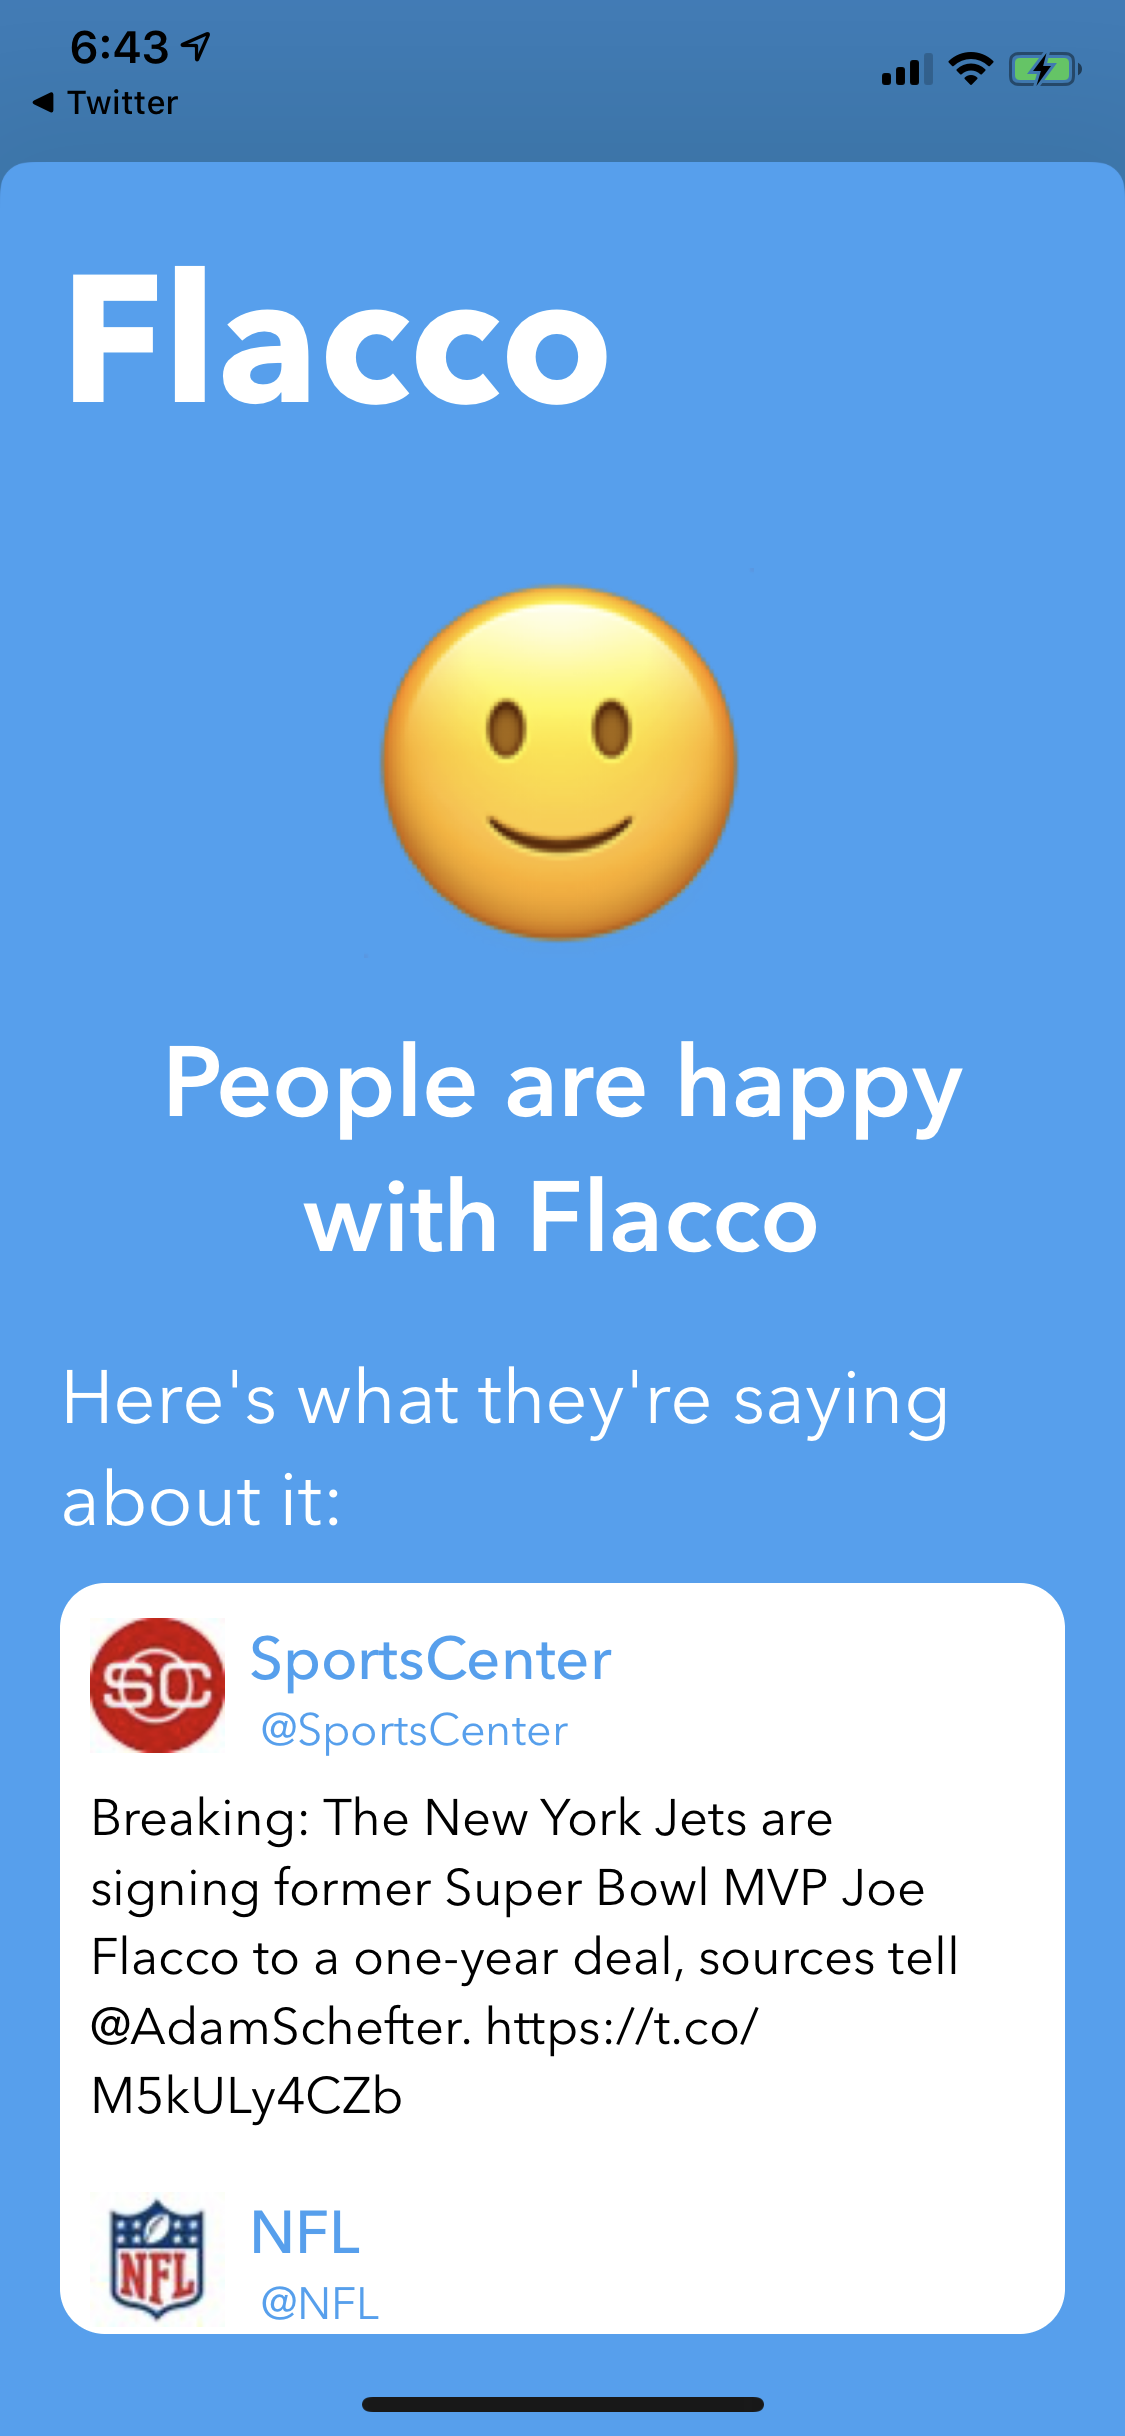 6:43
Twitter
Flacco
People are happy
with Flacco
Here's what they're saying
about it:
SC
SportsCenter
@SportsCenter
Breaking: The New York Jets are
signing former Super Bowl MVP Joe
Flacco to a one-year deal, sources tell
@AdamSchefter. https://t.co/
M5kULy4CZb
NFL
NFL
@NFL